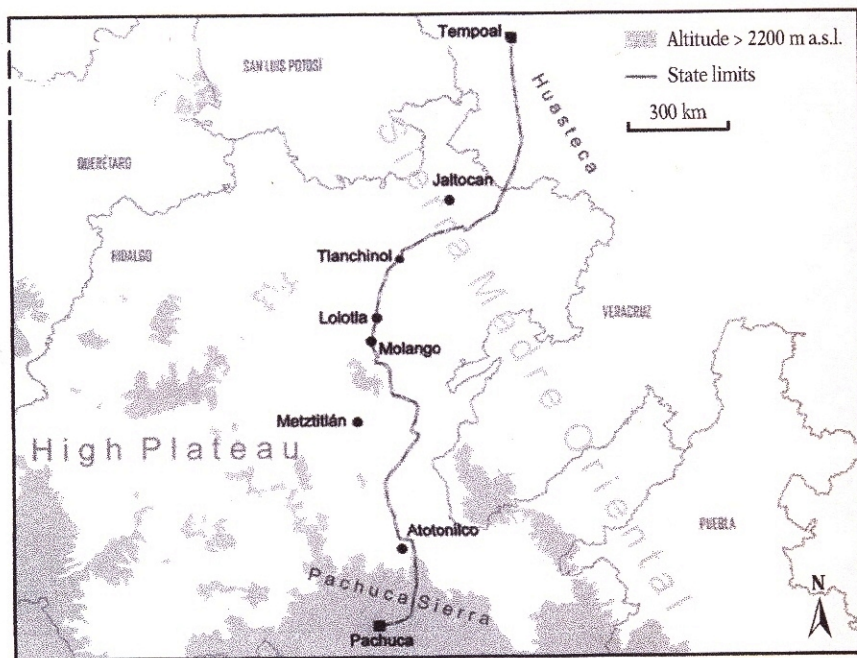 Tempoal
Altitude > 2200 m a.s.l.
State limits
300 km
SAN LUIS POTOSÍ
Huasteca
QUERÉTARO
Jaltocan
HIDALGO
Tlanchinol
Sierra Madre Oriental
Lolotla
VERACRUZ
Molango
Metztitlán
High Plateau
Atotonilco
PUEBLA
Pachuca Sierra
N
Pachuca